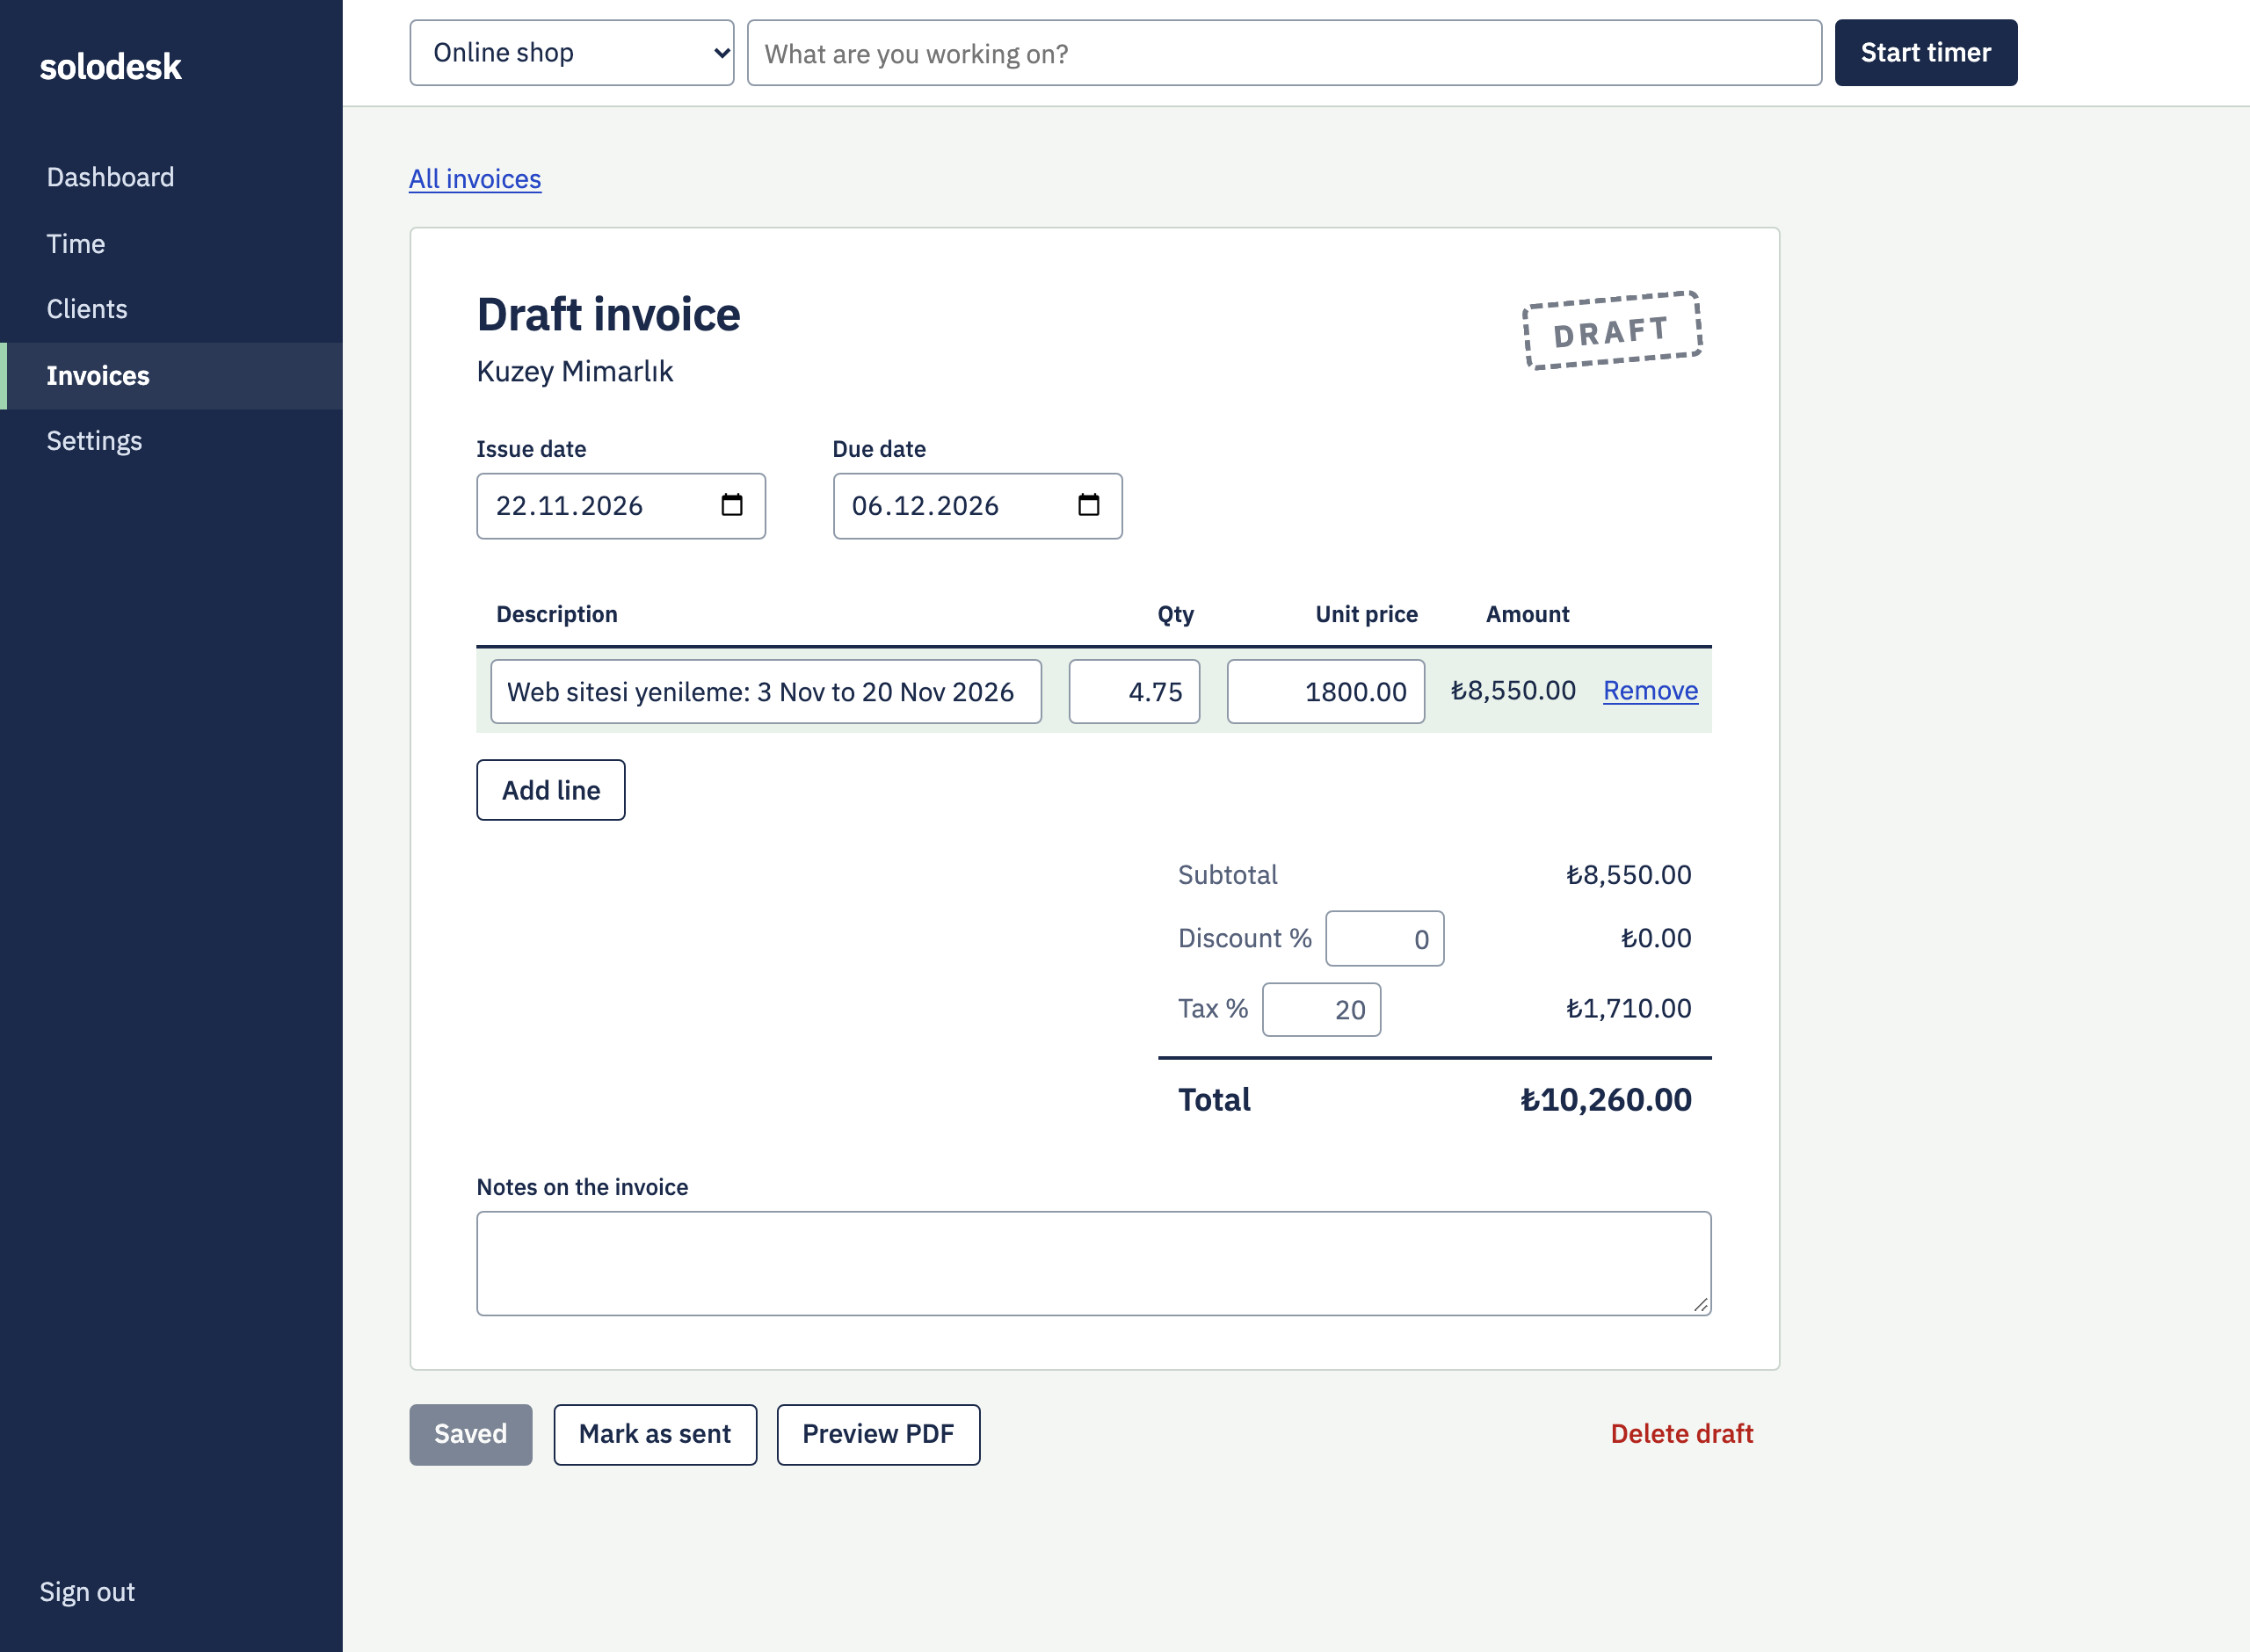 solodesk
Dashboard
Time
Clients
Invoices
Settings
Sign out
Online shop
What are you working on?
Start timer
All invoices
Draft invoice
DRAFT
Kuzey Mimarlık
Issue date
Due date
22.11.2026
06.12.2026
Description Qty Unit price Amount
Web sitesi yenileme: 3 Nov to 20 Nov 2026 4.75 1800.00 ₺8,550.00 Remove
Add line
Subtotal ₺8,550.00
Discount % 0 ₺0.00
Tax % 20 ₺1,710.00
Total ₺10,260.00
Notes on the invoice
Saved
Mark as sent
Preview PDF
Delete draft